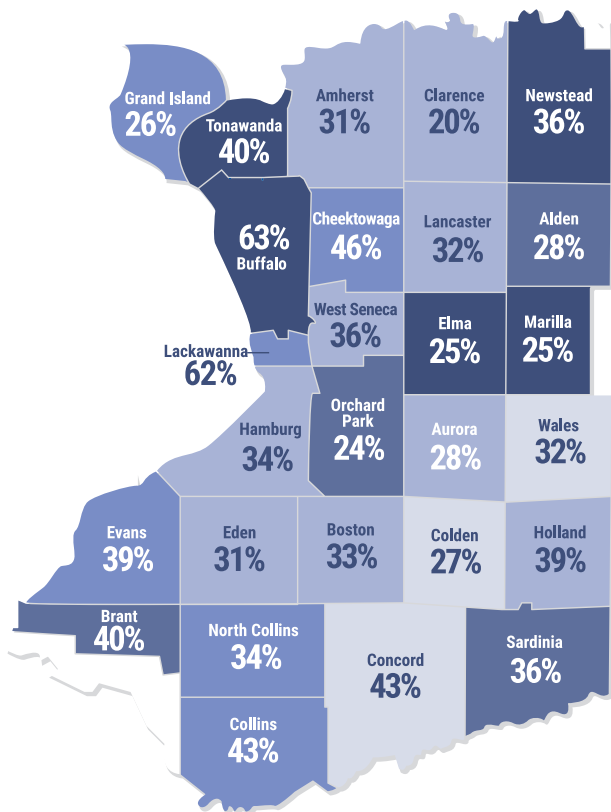 Grand Island
26%
Tonawanda
40%
Amherst
31%
Clarence
20%
Newstead
36%
63%
Buffalo
Cheektowaga
46%
Lancaster
32%
Alden
28%
West Seneca
36%
Elma
25%
Marilla
25%
Lackawanna
62%
Hamburg
34%
Orchard
Park
24%
Aurora
28%
Wales
32%
Evans
39%
Eden
31%
Boston
33%
Colden
27%
Holland
39%
Brant
40%
North Collins
34%
Concord
43%
Sardinia
36%
Collins
43%